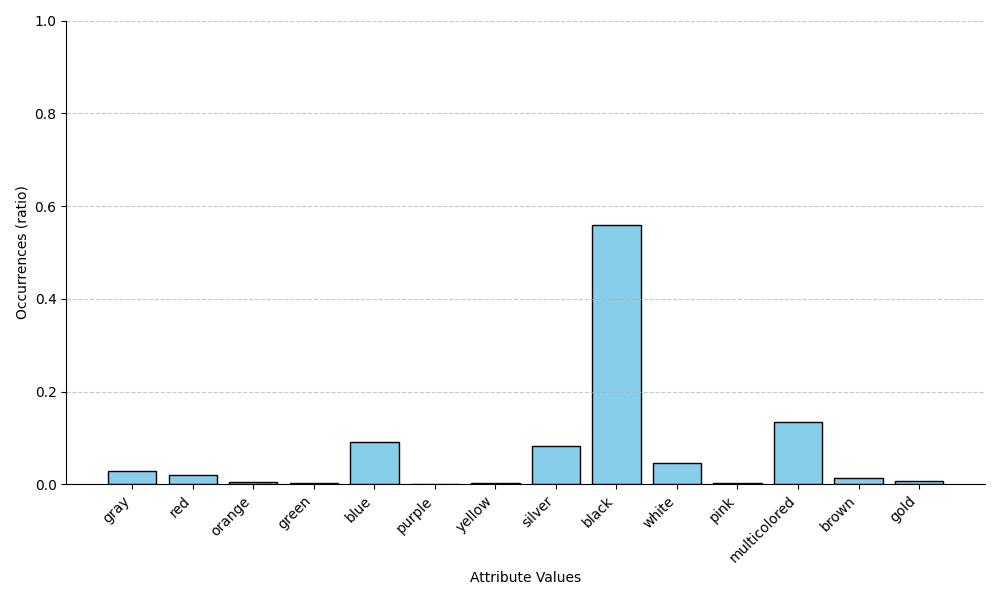 1.0
0.8
0.6
0.4
0.2
0.0
Occurrences (ratio)
gray
red
orange
green
blue
purple
yellow
silver
black
white
pink
multicolored
brown
gold
Attribute Values